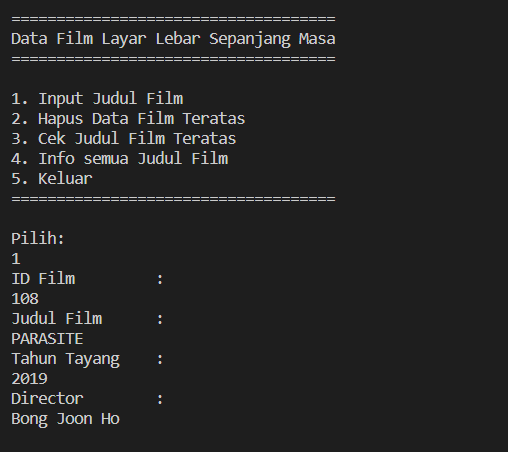 ====================================
Data Film Layar Lebar Sepanjang Masa
====================================
1. Input Judul Film
2. Hapus Data Film Teratas
3. Cek Judul Film Teratas
4. Info semua Judul Film
5. Keluar
====================================
Pilih:
1
ID Film         :
108
Judul Film      :
PARASITE
Tahun Tayang    :
2019
Director        :
Bong Joon Ho